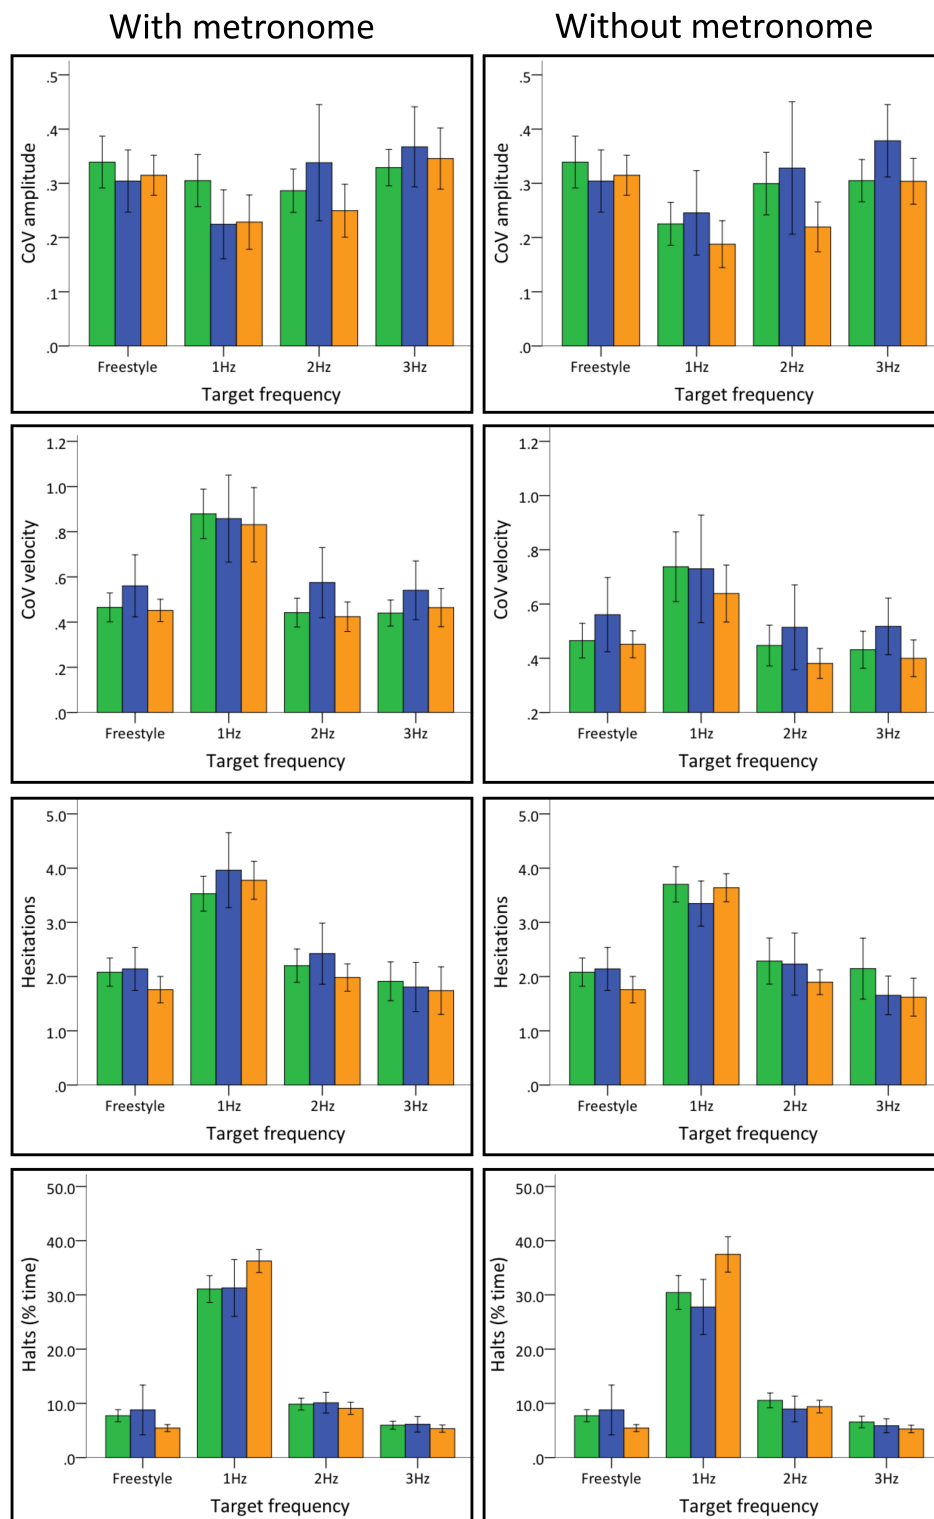 With metronome
Without metronome
CoV amplitude
.5
.4
.3
.2
.1
.0
Freestyle 1Hz 2Hz 3Hz
Target frequency
CoV amplitude
.5
.4
.3
.2
.1
.0
Freestyle 1Hz 2Hz 3Hz
Target frequency
CoV velocity
1.2
1.0
.8
.6
.4
.2
.0
Freestyle 1Hz 2Hz 3Hz
Target frequency
CoV velocity
1.2
1.0
.8
.6
.4
.2
Freestyle 1Hz 2Hz 3Hz
Target frequency
Hesitations
5.0
4.0
3.0
2.0
1.0
.0
Freestyle 1Hz 2Hz 3Hz
Target frequency
Hesitations
5.0
4.0
3.0
2.0
1.0
.0
Freestyle 1Hz 2Hz 3Hz
Target frequency
Halts (% time)
50.0
40.0
30.0
20.0
10.0
.0
Freestyle 1Hz 2Hz 3Hz
Target frequency
Halts (% time)
50.0
40.0
30.0
20.0
10.0
.0
Freestyle 1Hz 2Hz 3Hz
Target frequency